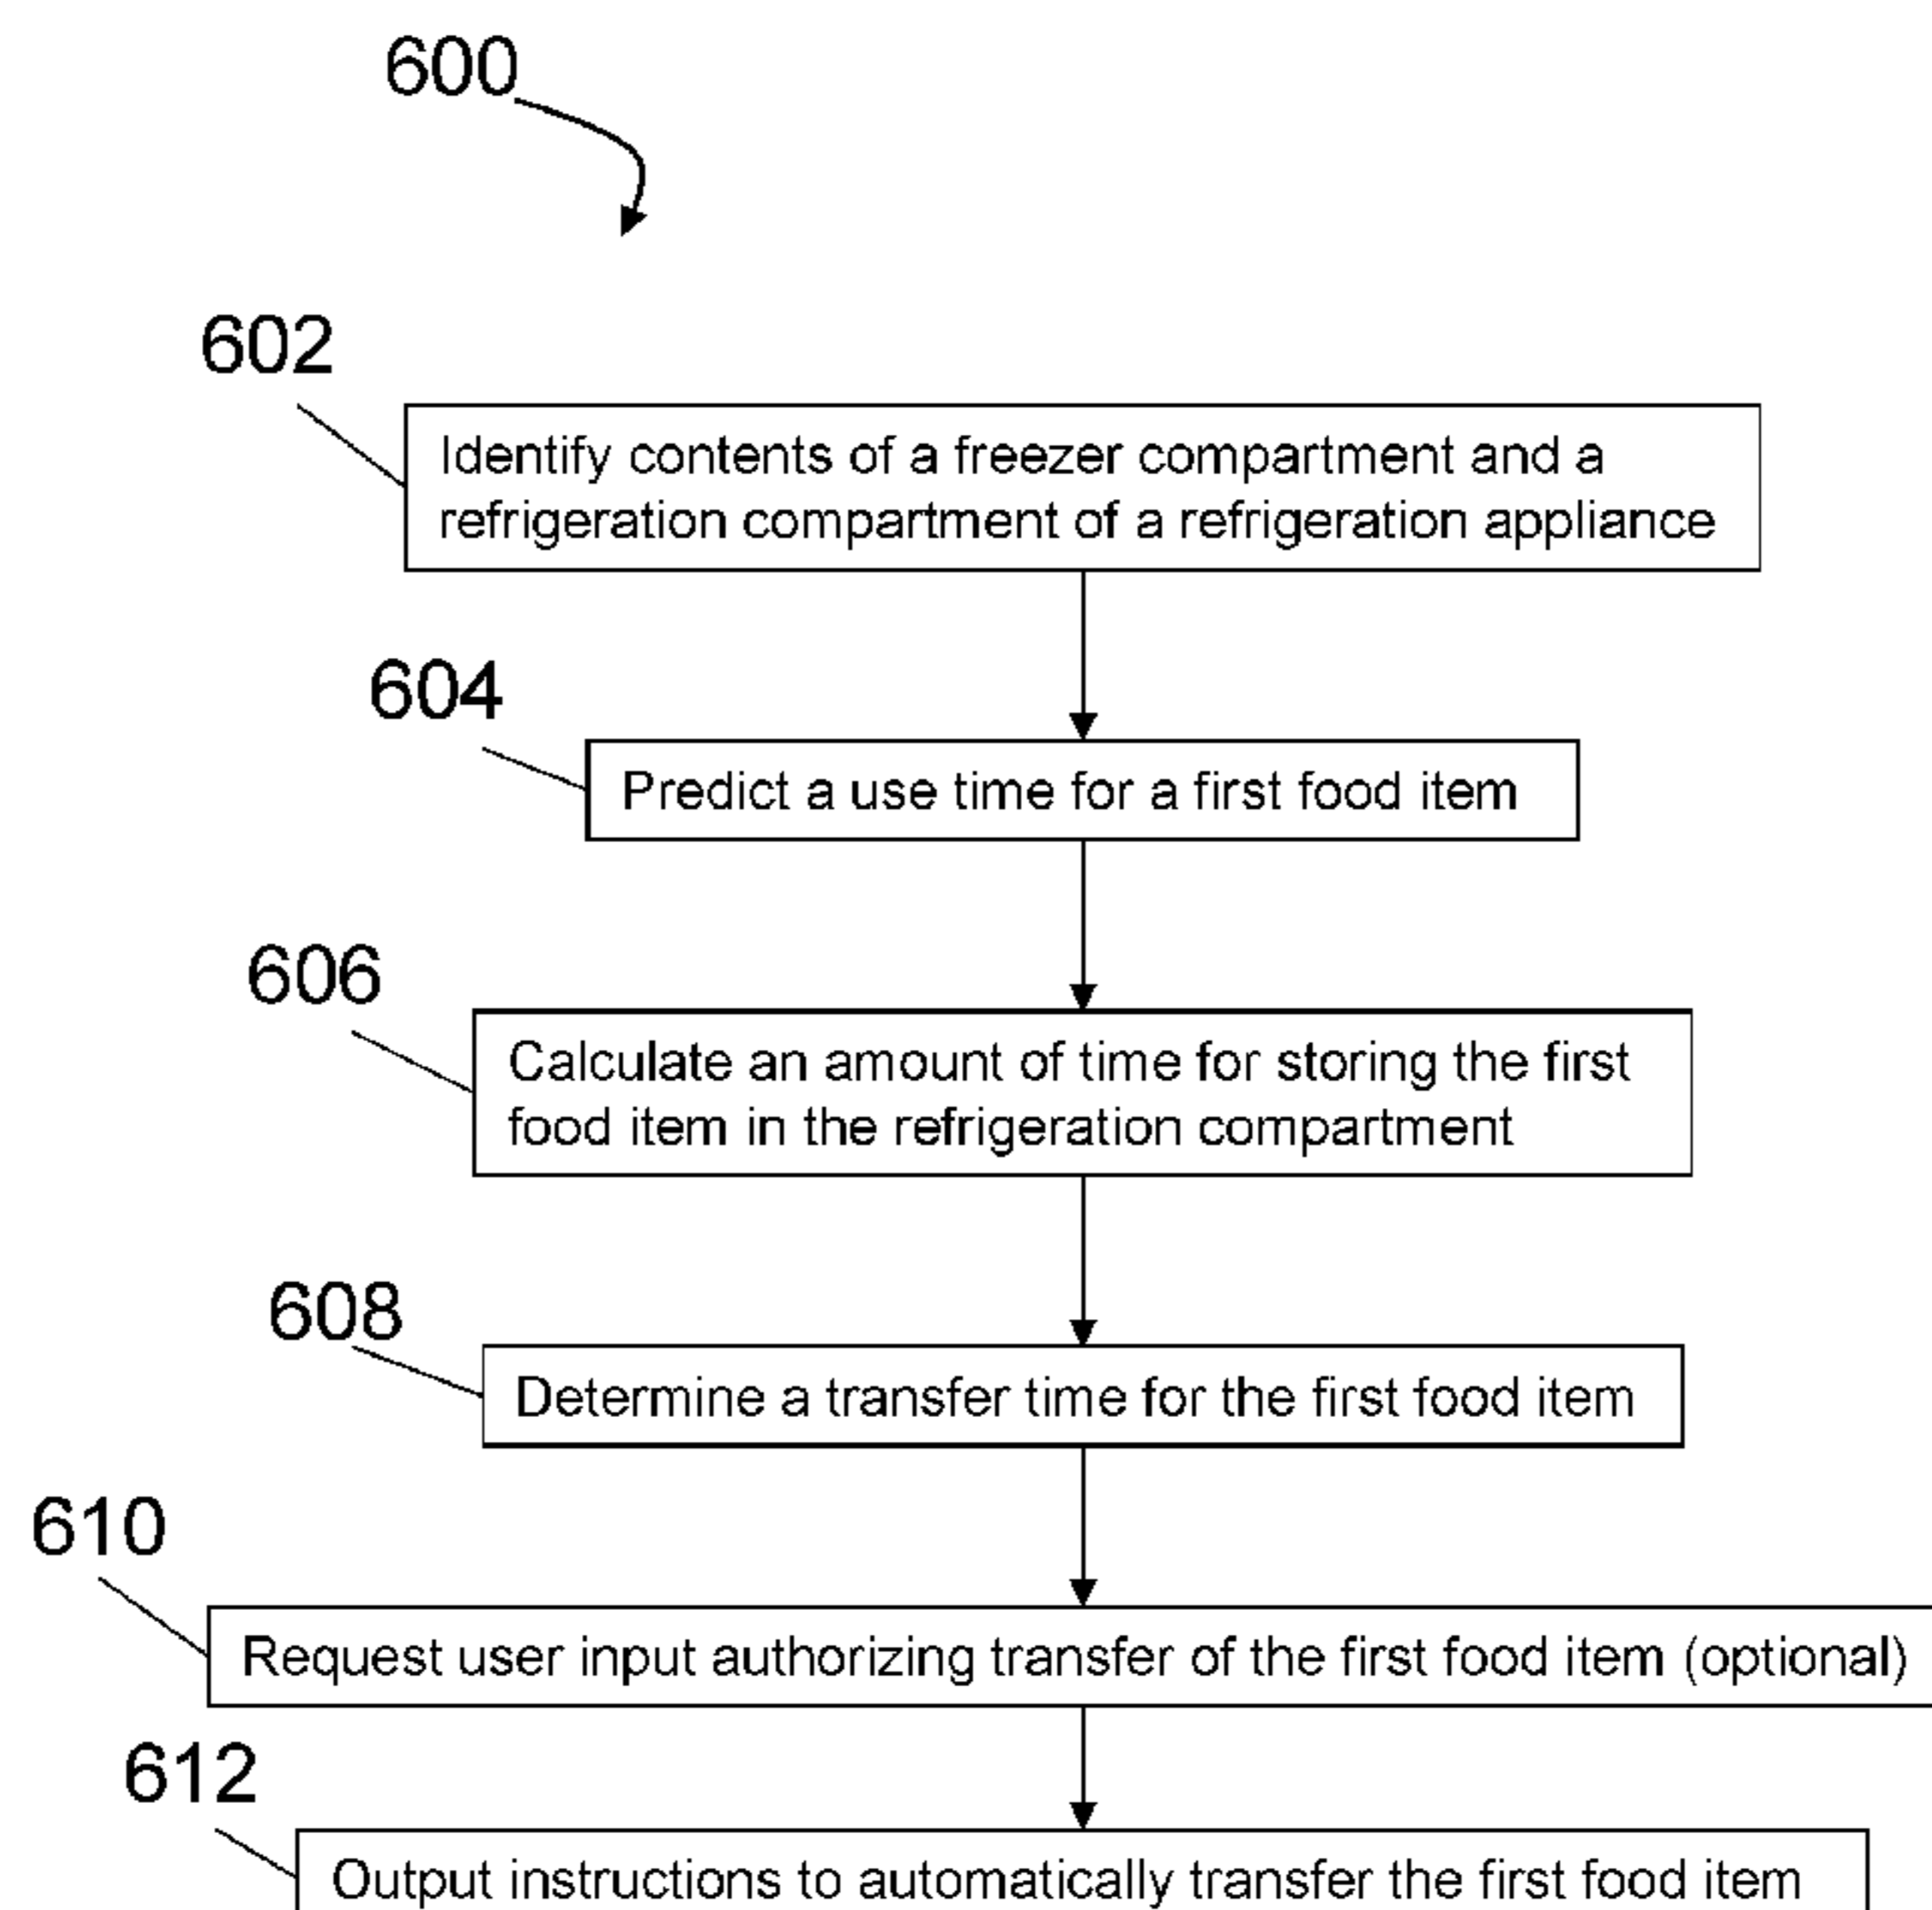 600
602
Identify contents of a freezer compartment and a
refrigeration compartment of a refrigeration appliance
604
Predict a use time for a first food item
606
Calculate an amount of time for storing the first
food item in the refrigeration compartment
608
Determine a transfer time for the first food item
610
Request user input authorizing transfer of the first food item (optional)
612
Output instructions to automatically transfer the first food item